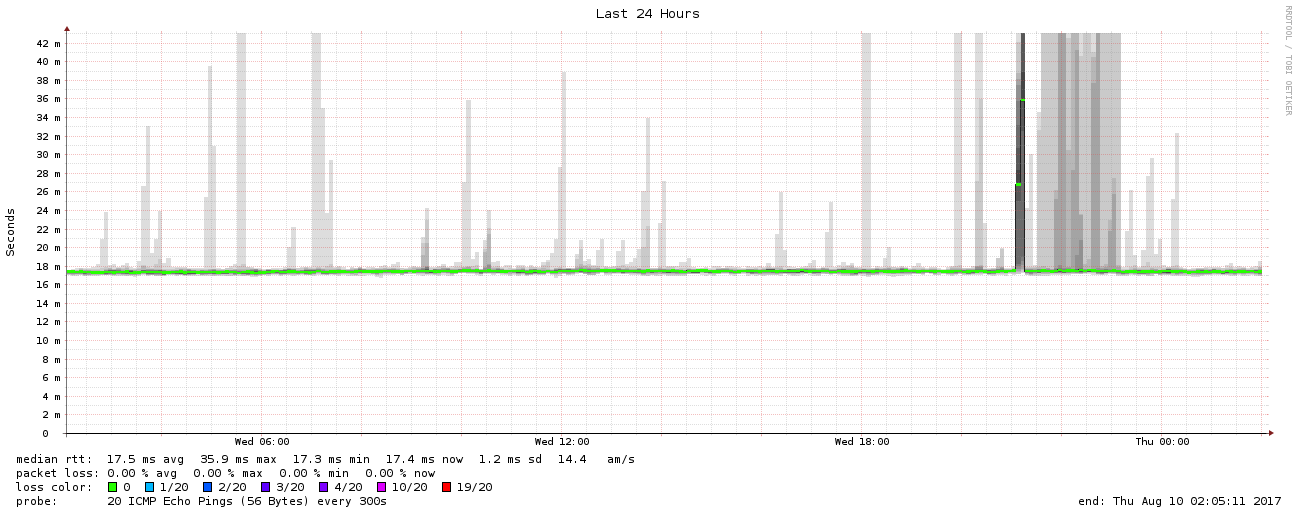 Last 24 Hours
RRDTOOL / TOBI OETIKER
Seconds
42 m
40 m
38 m
36 m
34 m
32 m
30 m
28 m
26 m
24 m
22 m
20 m
18 m
16 m
14 m
12 m
10 m
8 m
6 m
4 m
2 m
0
Wed 06:00 Wed 12:00 Wed 18:00 Thu 00:00
median rtt: 17.5 ms avg 35.9 ms max 17.3 ms min 17.4 ms now 1.2 ms sd 14.4 am/s
packet loss: 0.00 % avg 0.00 % max 0.00 % min 0.00 % now
loss color: 0 1/20 2/20 3/20 4/20 10/20 19/20
probe: 20 ICMP Echo Pings (56 Bytes) every 300s end: Thu Aug 10 02:05:11 2017